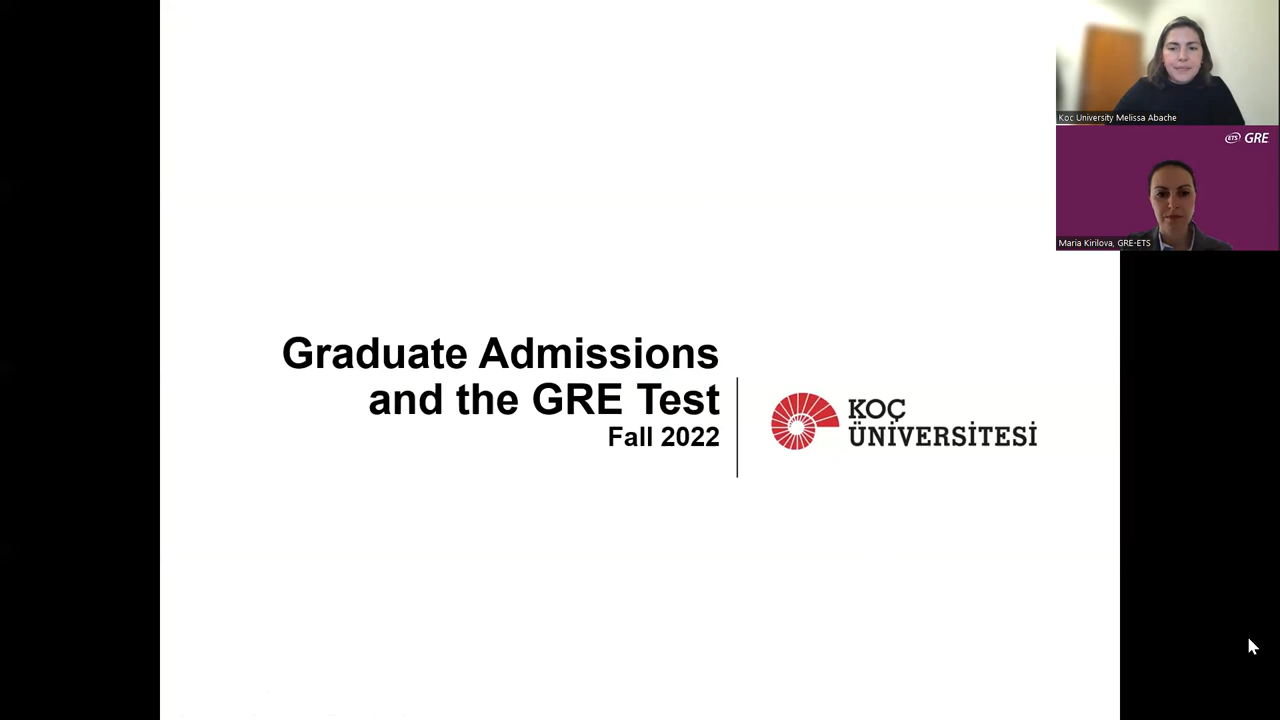 Graduate Admissions
and the GRE Test
Fall 2022
KOÇ
ÜNİVERSİTESİ
Koc University Melissa Abache
ETS GRE
Maria Kirilova, GRE-ETS